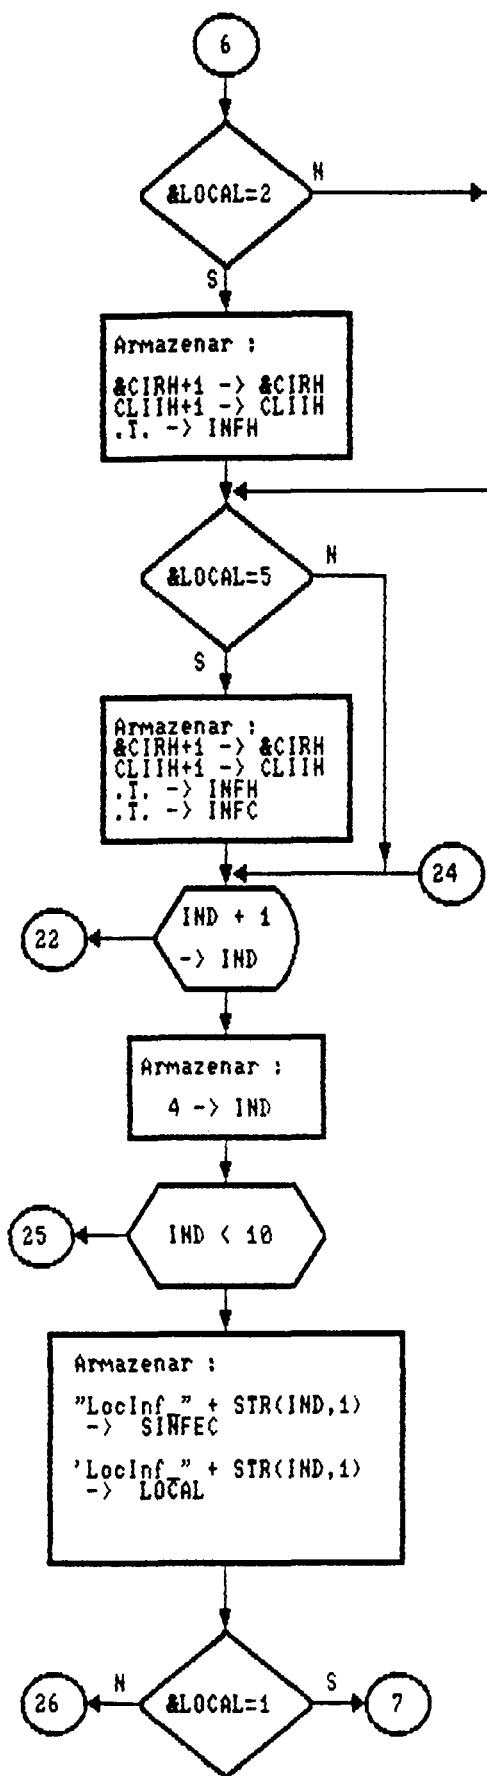 6
&LOCAL=2
N
S
Armazenar :
&CIRH+1 -> &CIRH
CLIIH+1 -> CLIIH
.T. -> INFH
&LOCAL=5
N
S
Armazenar :
&CIRH+1 -> &CIRH
CLIIH+1 -> CLIIH
.T. -> INFH
.T. -> INFC
24
IND + 1
22
-> IND
Armazenar :
4 -> IND
25
IND < 10
Armazenar :
"LocInf_" + STR(IND,1)
-> SINFEC
'LocInf_" + STR(IND,1)
-> LOCAL
26
N
&LOCAL=1
S
7